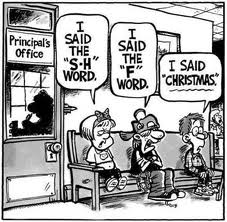 Principal's
Office
I
SAID
THE
"S-H"
WORD.
I
SAID
THE
"F"
WORD.
I SAID
"CHRISTMAS."